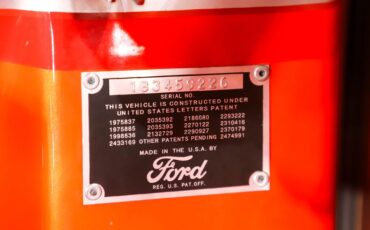 183459226
SERIAL NO.
THIS VEHICLE IS CONSTRUCTED UNDER
UNITED STATES LETTERS PATENT
1975837 2035392 2186080 2293222
1975885 2035393 2270122 2310416
1998636 2132729 2290927 2370179
2433169 OTHER PATENTS PENDING 2474991
MADE IN THE U.S.A. BY
Ford
REG. U.S. PAT. OFF.